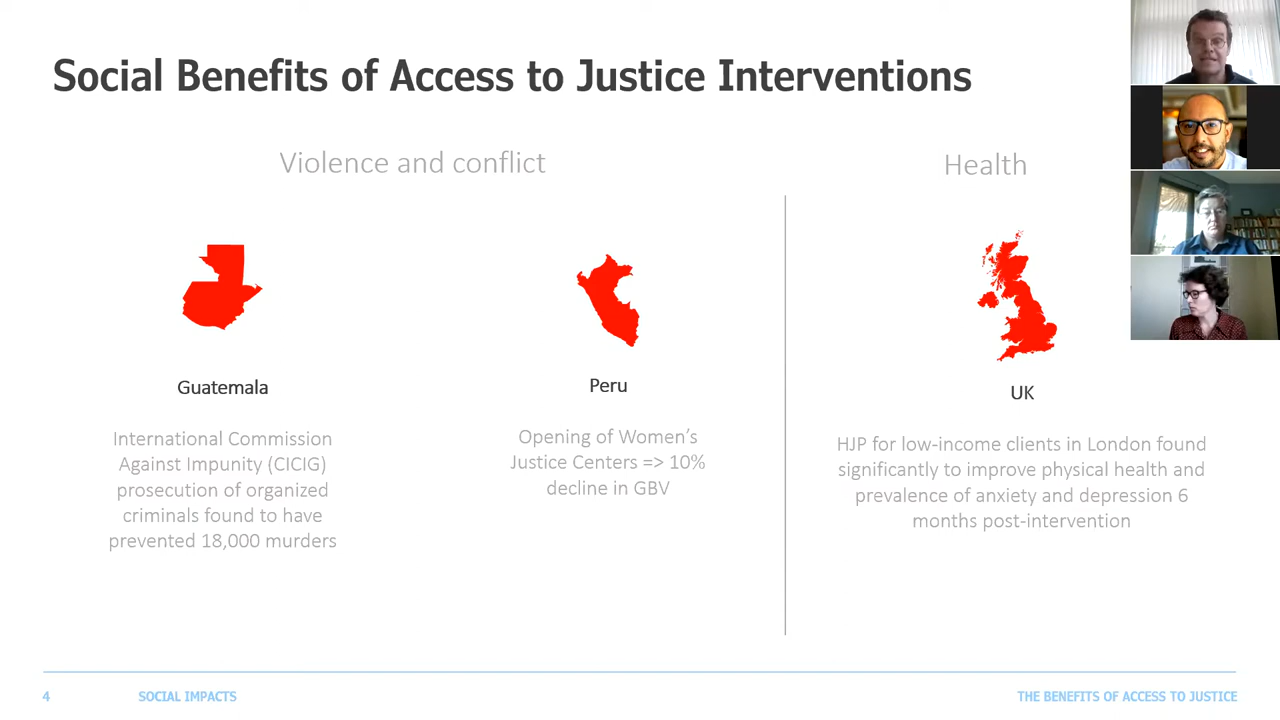 Social Benefits of Access to Justice Interventions
Violence and conflict
Guatemala
International Commission
Against Impunity (CICIG)
prosecution of organized
criminals found to have
prevented 18,000 murders
Peru
Opening of Women's
Justice Centers => 10%
decline in GBV
Health
UK
HJP for low-income clients in London found
significantly to improve physical health and
prevalence of anxiety and depression 6
months post-intervention
4
SOCIAL IMPACTS
THE BENEFITS OF ACCESS TO JUSTICE